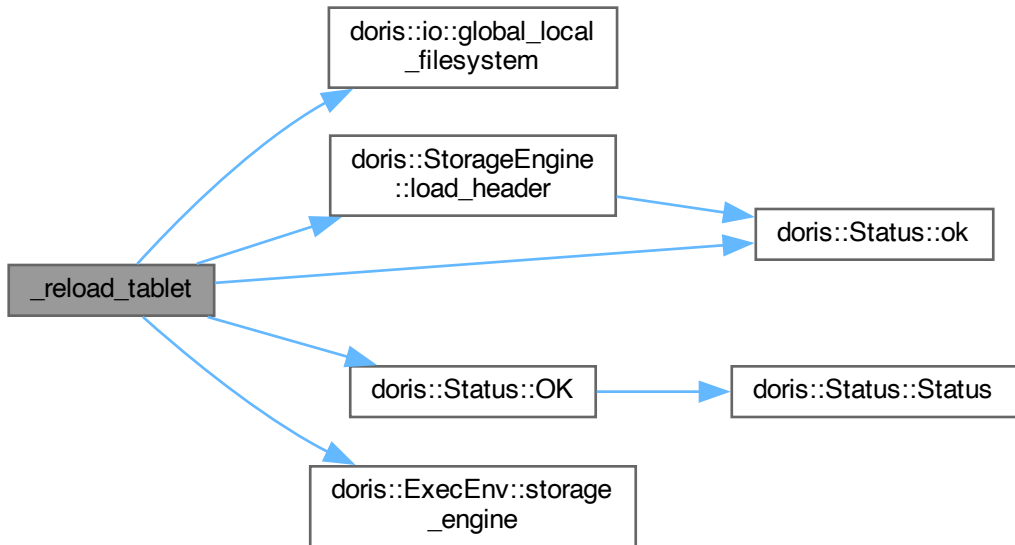 doris::io::global_local
_filesystem
doris::StorageEngine
::load_header
doris::Status::ok
_reload_tablet
doris::Status::OK
doris::Status::Status
doris::ExecEnv::storage
_engine